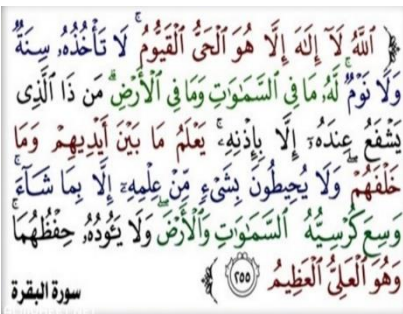 ٱللَّهُ لَآ إِلَٰهَ إِلَّا هُوَ ٱلْحَىُّ ٱلْقَيُّومُ ۚ لَا تَأْخُذُهُۥ سِنَةٌ
وَلَا نَوْمٌ ۚ لَّهُۥ مَا فِى ٱلسَّمَٰوَٰتِ وَمَا فِى ٱلْأَرْضِ ۗ مَن ذَا ٱلَّذِى
يَشْفَعُ عِندَهُۥٓ إِلَّا بِإِذْنِهِۦ ۚ يَعْلَمُ مَا بَيْنَ أَيْدِيهِمْ وَمَا
خَلْفَهُمْ ۖ وَلَا يُحِيطُونَ بِشَىْءٍ مِّنْ عِلْمِهِۦٓ إِلَّا بِمَا شَآءَ ۚ
وَسِعَ كُرْسِيُّهُ ٱلسَّمَٰوَٰتِ وَٱلْأَرْضَ ۖ وَلَا يَـُٔودُهُۥ حِفْظُهُمَا ۚ
وَهُوَ ٱلْعَلِىُّ ٱلْعَظِيمُ ﴿٢٥٥﴾
سورة البقرة